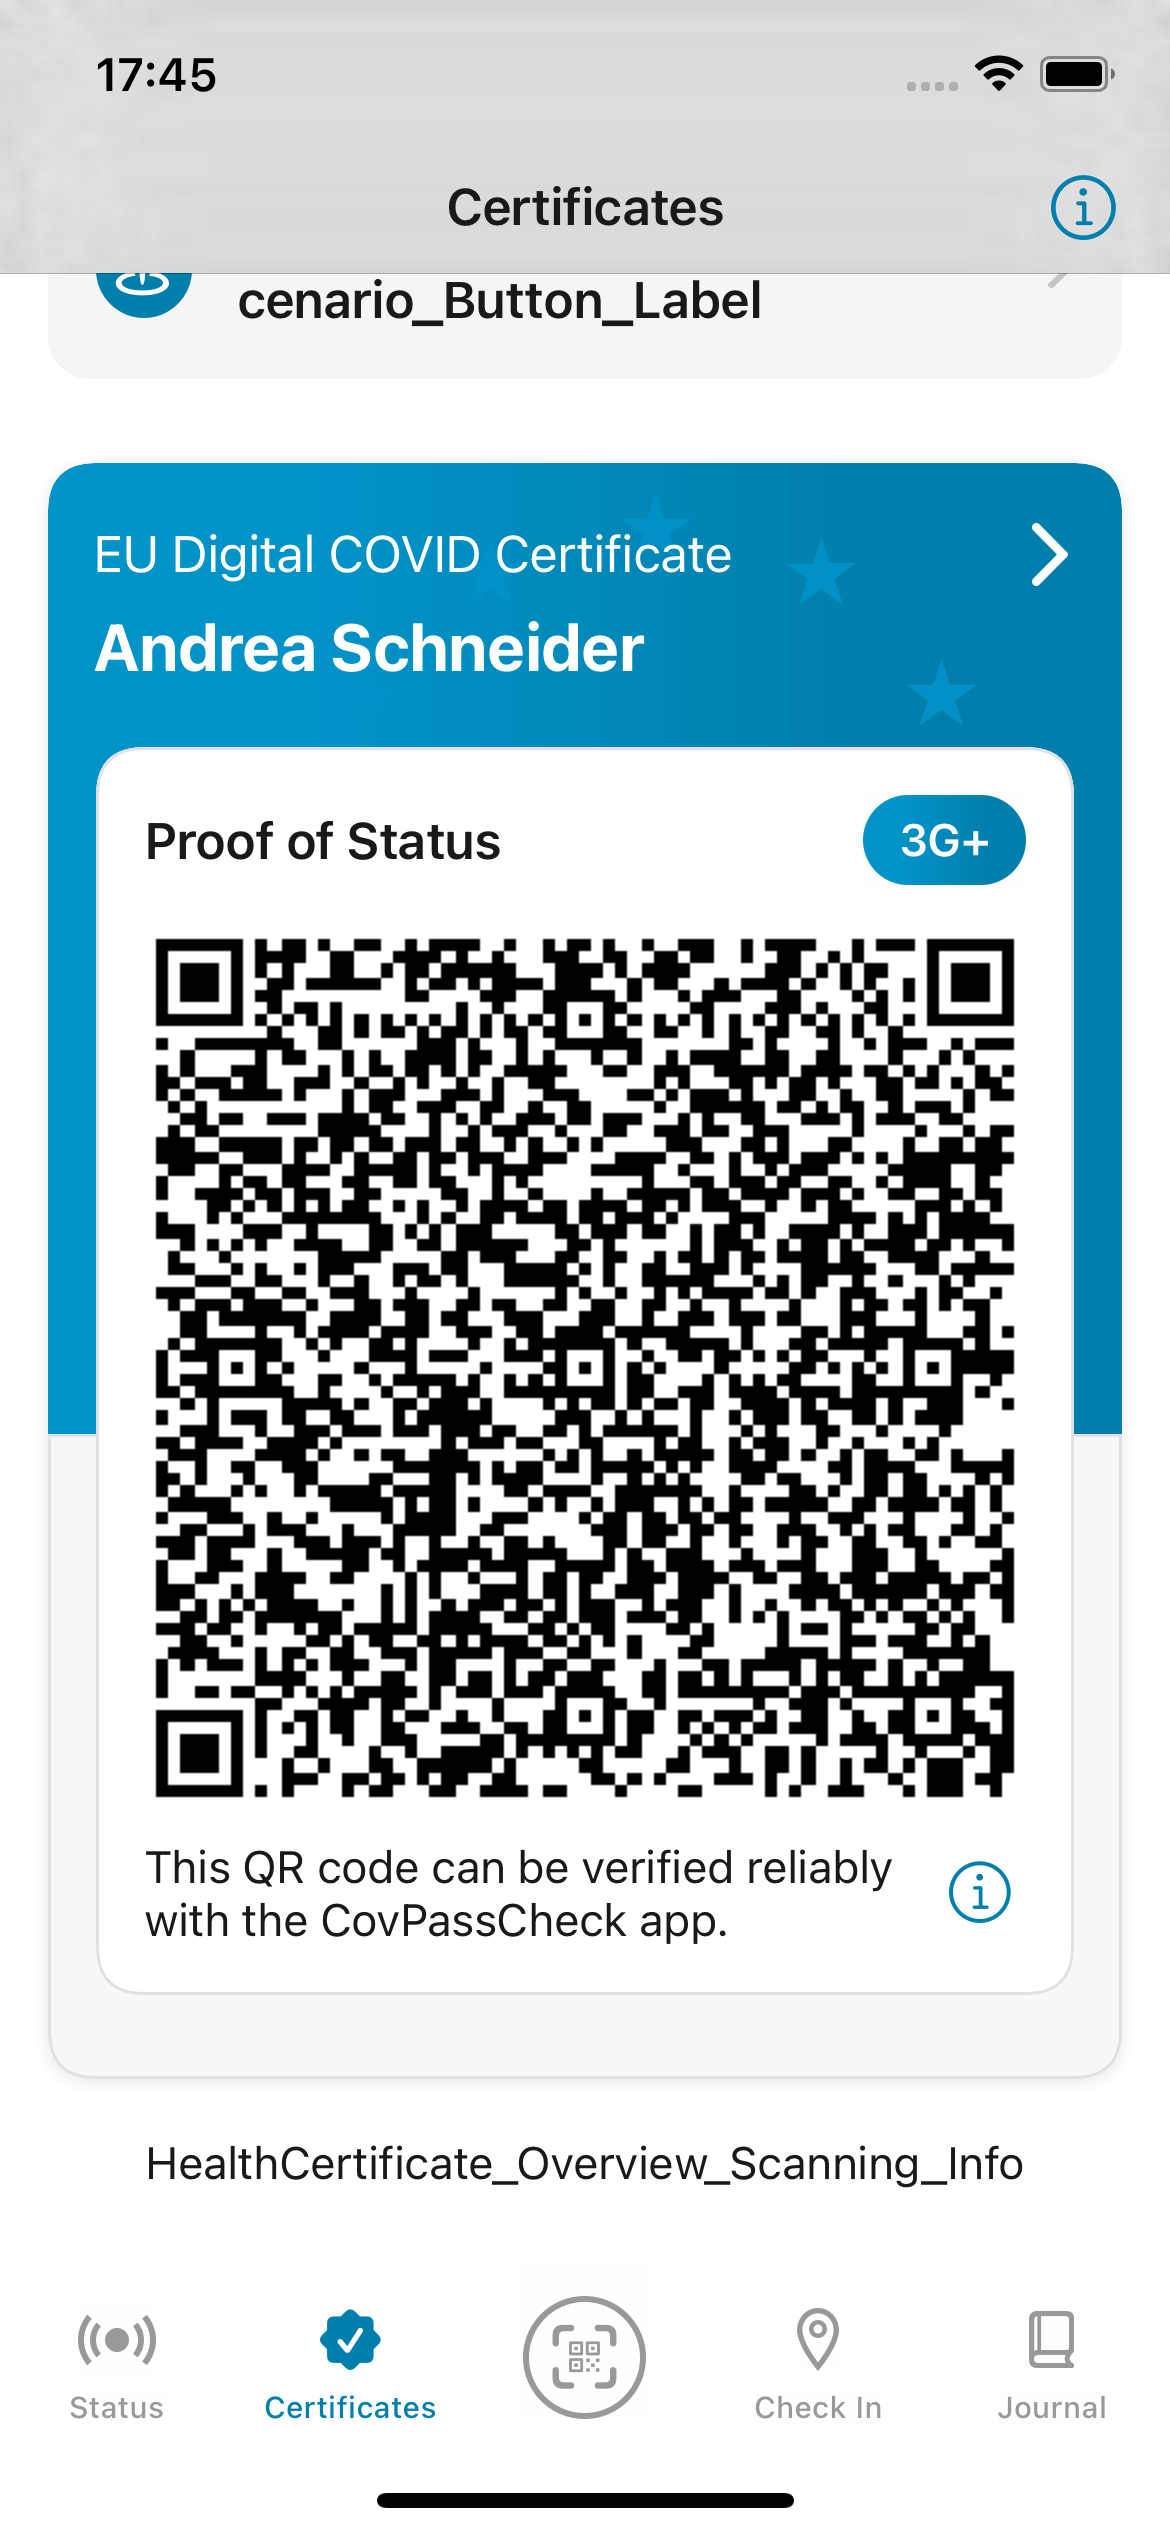 17:45
Certificates
cenario_Button_Label
EU Digital COVID Certificate
Andrea Schneider
Proof of Status
3G+
This QR code can be verified reliably
with the CovPassCheck app.
HealthCertificate_Overview_Scanning_Info
Status
Certificates
Check In
Journal